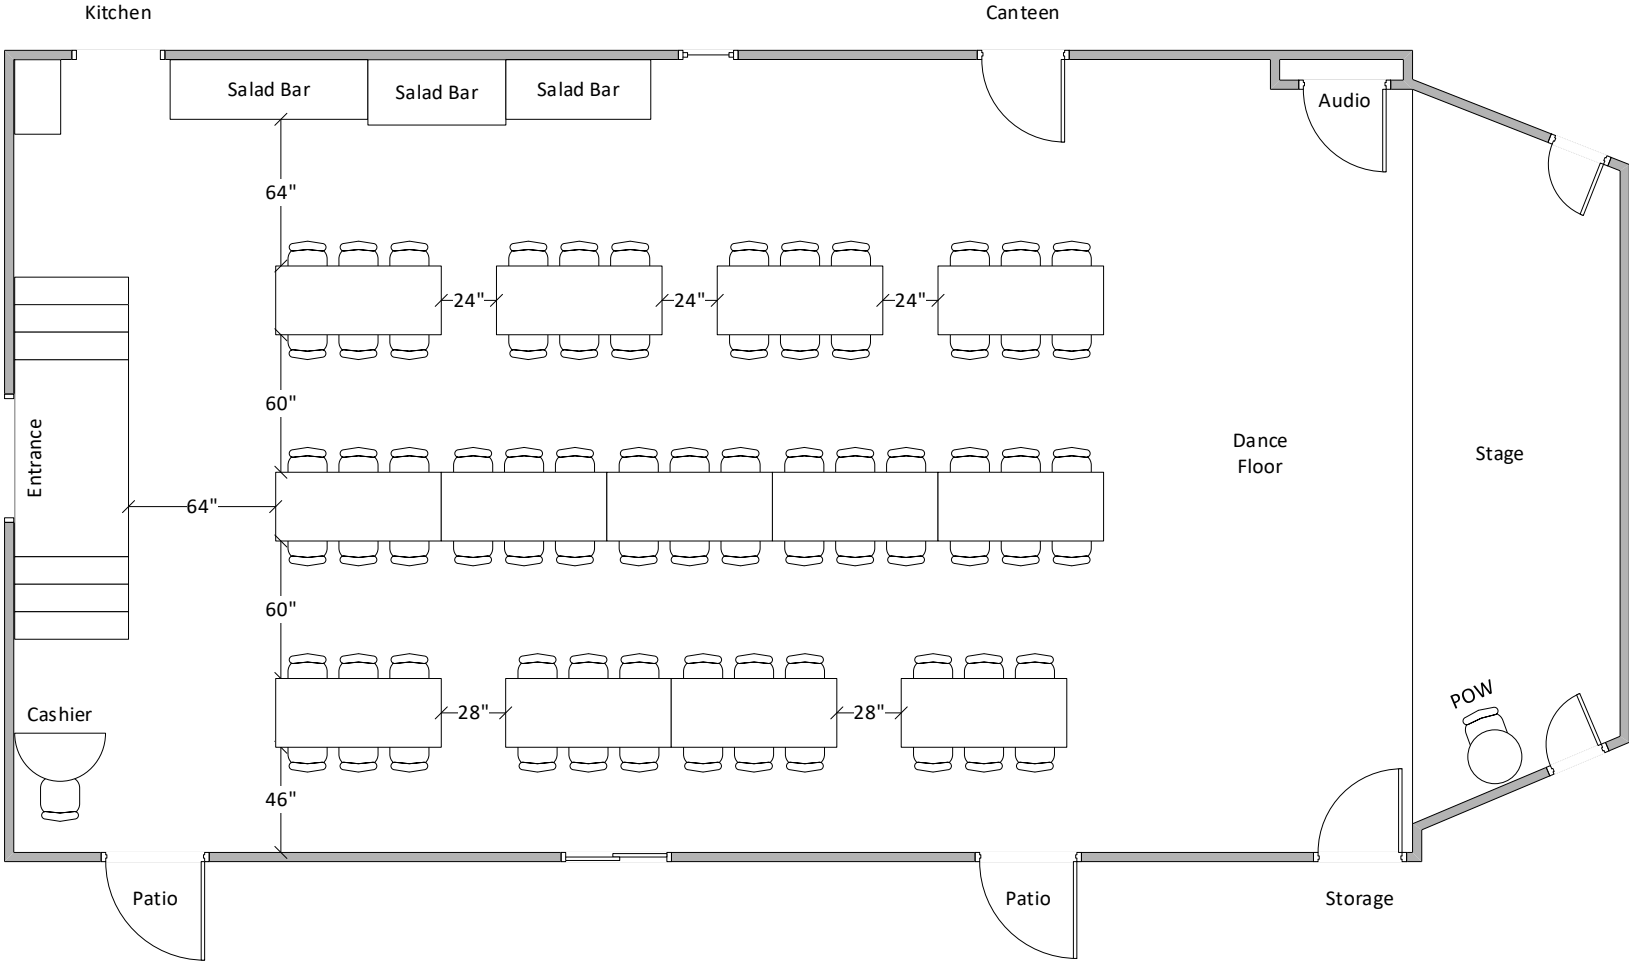 Kitchen
Canteen
Salad Bar
Salad Bar
Salad Bar
Audio
64"
24"
24"
24"
60"
Entrance
Dance
Floor
Stage
64"
60"
POW
Cashier
28"
28"
46"
Patio
Patio
Storage